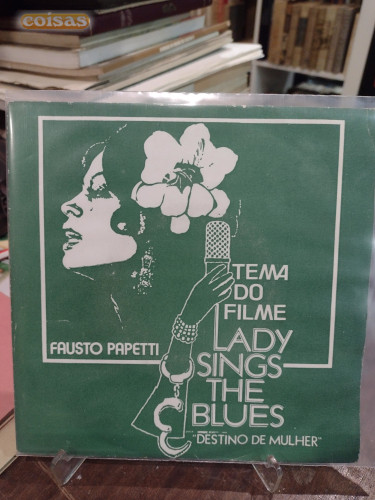 coisas
TEMA
DO
FILME
LADY
SINGS
THE
BLUES
"DESTINO DE MULHER"
FAUSTO PAPETTI